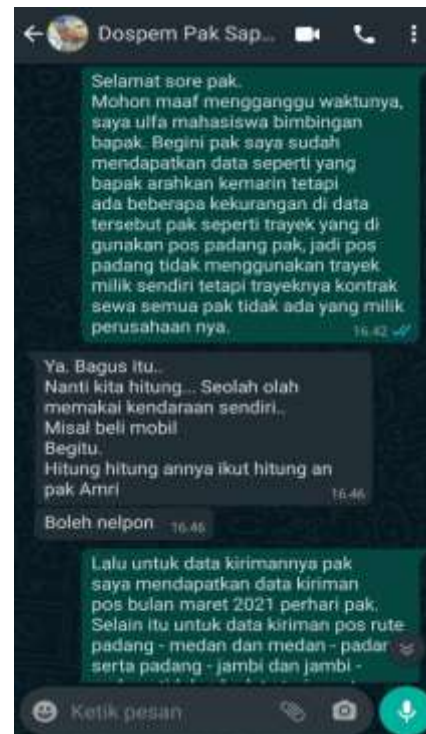 Dospem Pak Sap...
Selamat sore pak.
Mohon maaf mengganggu waktunya,
saya ulfa mahasiswa bimbingan
bapak. Begini pak saya sudah
mendapatkan data seperti yang
bapak arahkan kemarin tetapi
ada beberapa kekurangan di data
tersebut pak seperti trayek yang di
gunakan pos padang pak, jadi pos
padang tidak menggunakan trayek
milik sendiri tetapi trayeknya kontrak
sewa semua pak tidak ada yang milik
perusahaan nya.
16.42
Ya. Bagus itu..
Nanti kita hitung... Seolah olah
memakai kendaraan sendiri..
Misal beli mobil
Begitu.
Hitung hitung annya ikut hitung an
pak Amri
16.46
Boleh nelpon 16.46
Lalu untuk data kirimannya pak
saya mendapatkan data kiriman
pos bulan maret 2021 perhari pak.
Selain itu untuk data kiriman pos rute
padang - medan dan medan - padan
serta padang - jambi dan jambi -
Ketik pesan